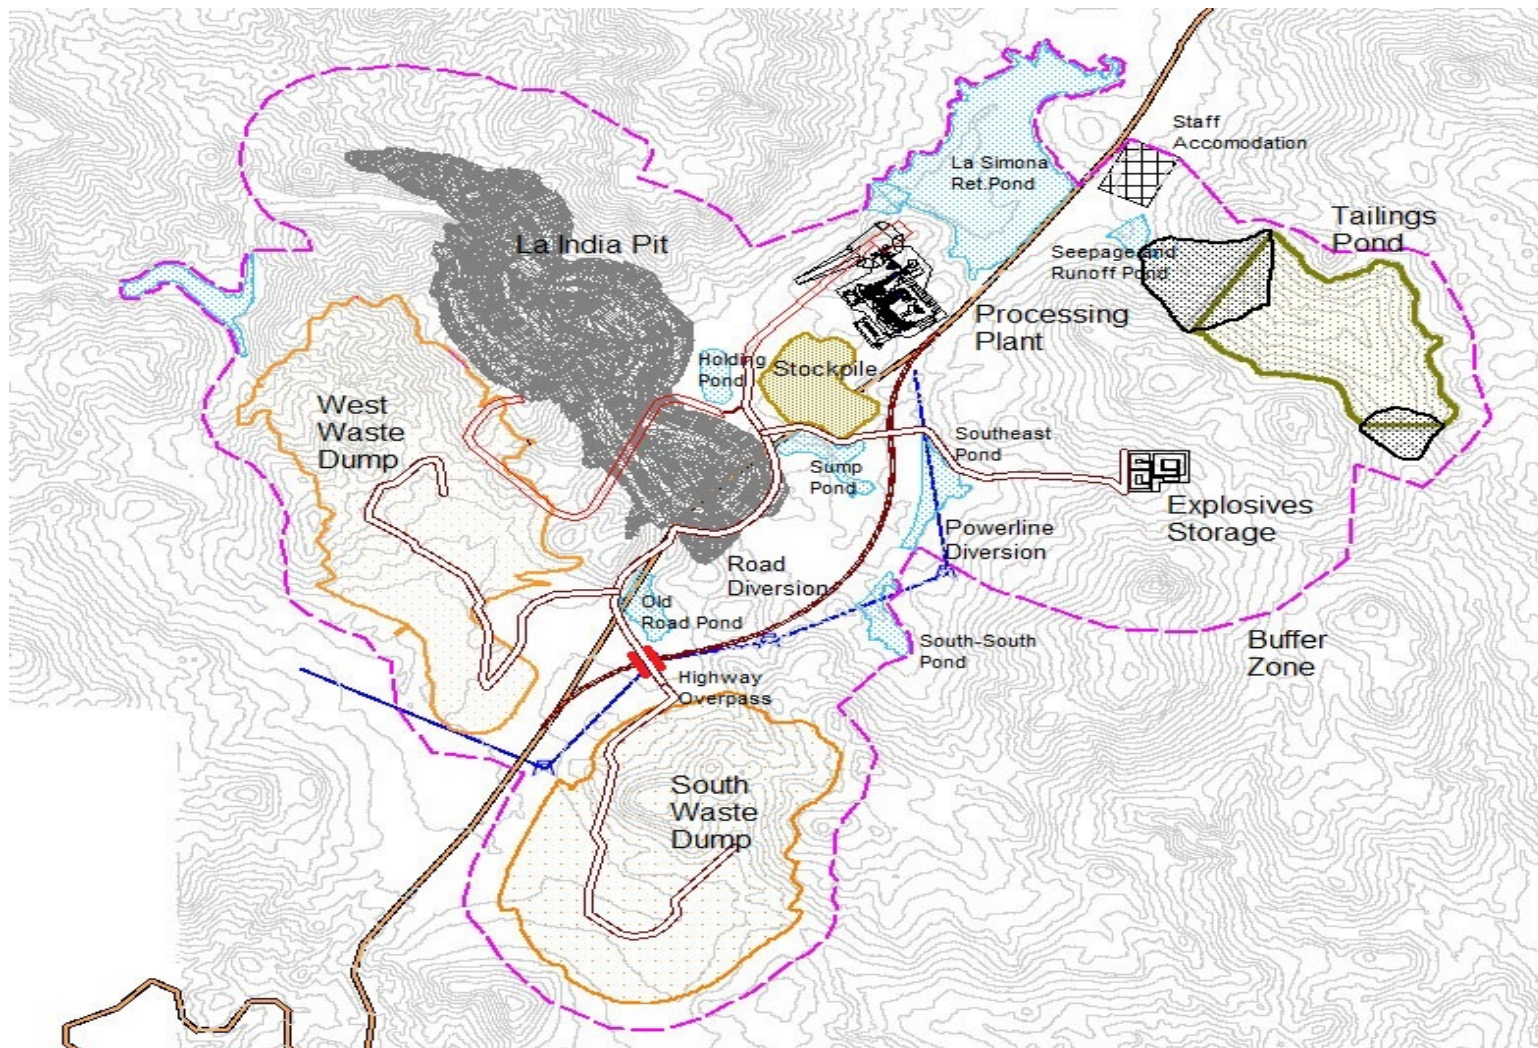 Staff
Accomodation
La Simona
Ret.Pond
Tailings
Pond
La India Pit
Seepage and
Runoff Pond
Processing
Plant
Holding
Pond
Stockpile
West
Waste
Dump
Southeast
Pond
Sump
Pond
Explosives
Storage
Powerline
Diversion
Road
Diversion
Old
Road Pond
South-South
Pond
Buffer
Zone
Highway
Overpass
South
Waste
Dump